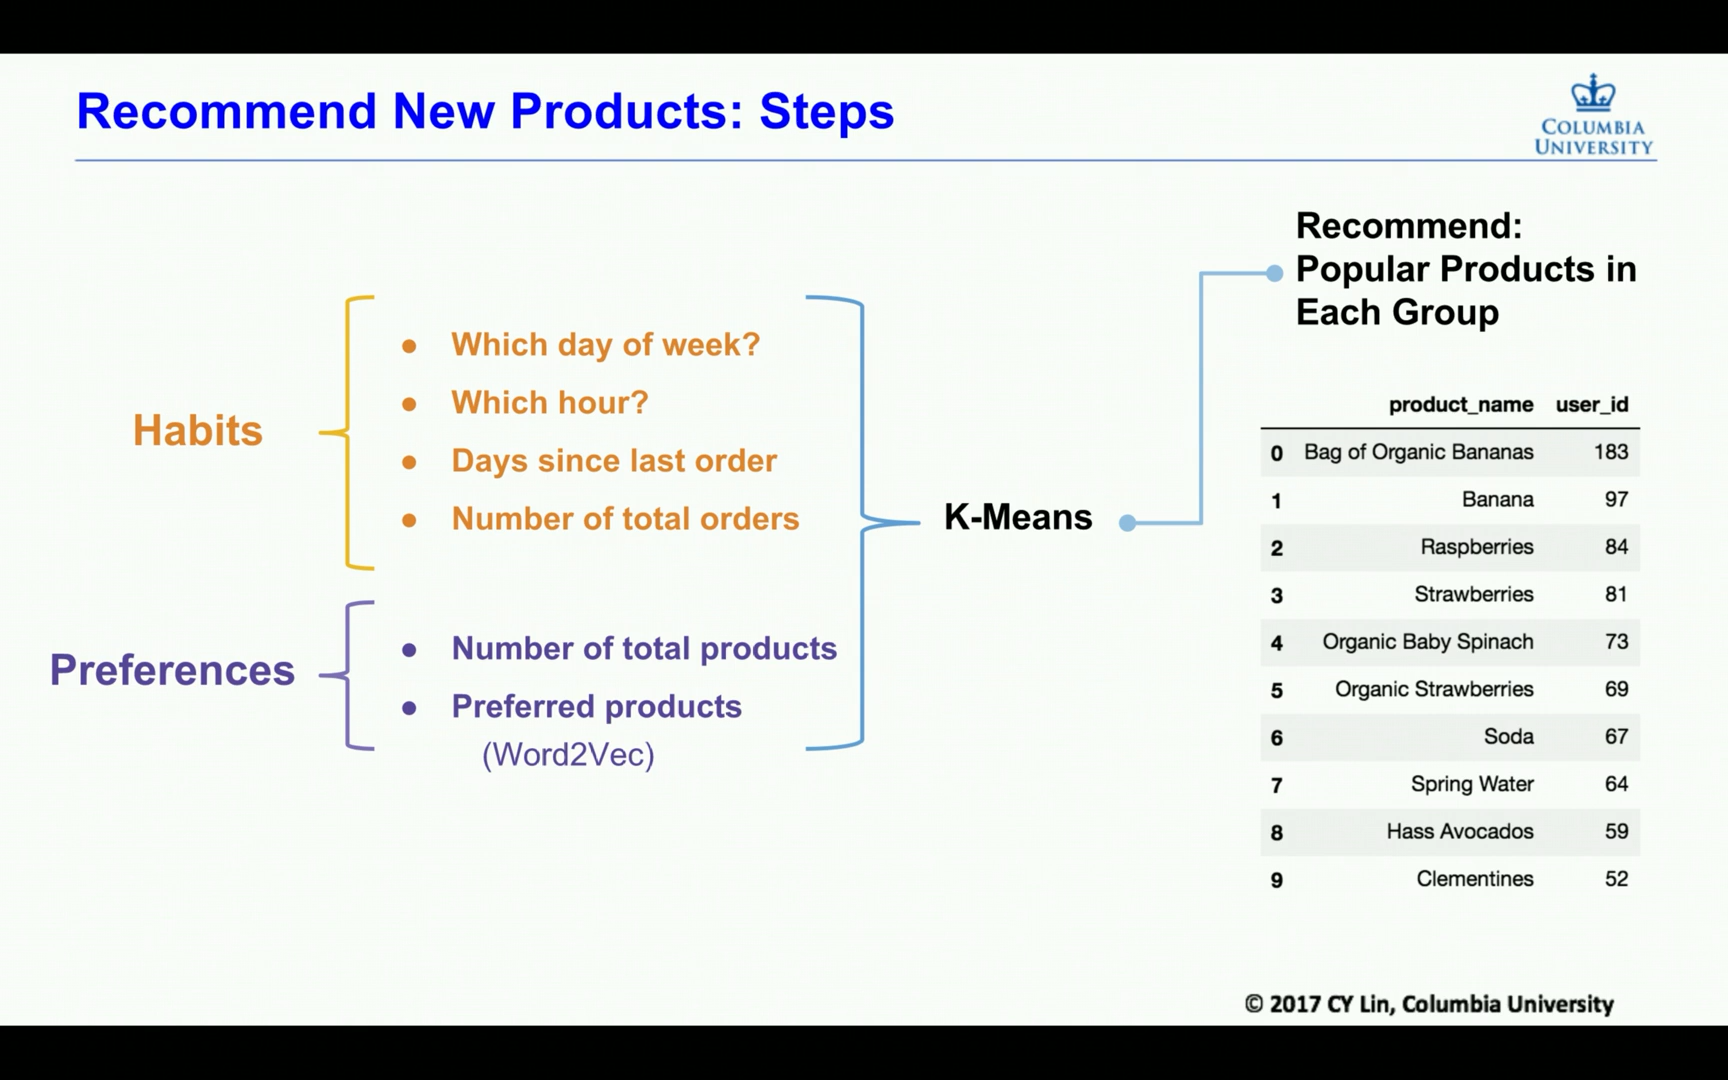 Recommend New Products: Steps
COLUMBIA
UNIVERSITY
Habits
● Which day of week?
● Which hour?
● Days since last order
● Number of total orders
Preferences
● Number of total products
● Preferred products
(Word2Vec)
K-Means
Recommend:
Popular Products in
Each Group
product_name user_id
0 Bag of Organic Bananas 183
1 Banana 97
2 Raspberries 84
3 Strawberries 81
4 Organic Baby Spinach 73
5 Organic Strawberries 69
6 Soda 67
7 Spring Water 64
8 Hass Avocados 59
9 Clementines 52
© 2017 CY Lin, Columbia University